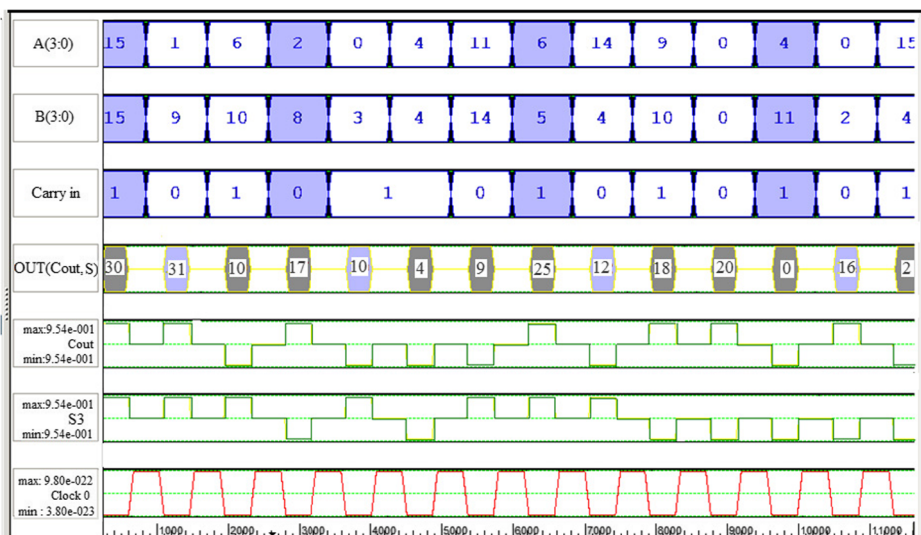 A(3:0) 15 1 6 2 0 4 11 6 14 9 0 4 0 15
B(3:0) 15 9 10 8 3 4 14 5 4 10 0 11 2 4
Carry in 1 0 1 0 1 0 1 0 1 0 1 0 1
OUT(Cout,S) 30 31 10 17 10 4 9 25 12 18 20 0 16 2
max:9.54e-001
Cout
min:9.54e-001
max:9.54e-001
S3
min:9.54e-001
max: 9.80e-022
Clock 0
min : 3.80e-023
1000 2000 3000 4000 5000 6000 7000 8000 9000 10000 11000